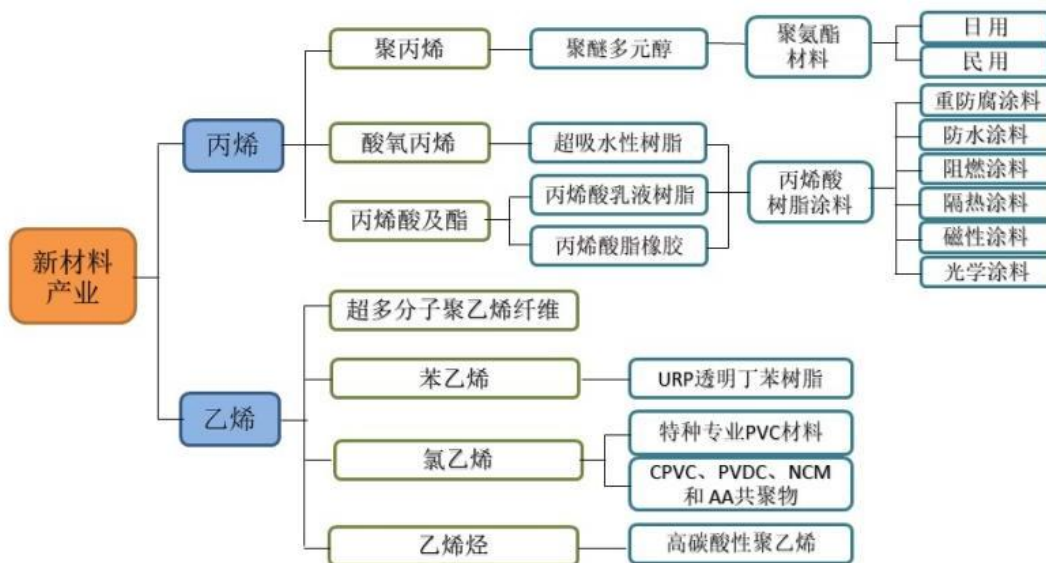 新材料
产业
丙烯
聚丙烯
聚醚多元醇
聚氨酯
材料
日用
民用
酸氧丙烯
超吸水性树脂
丙烯酸及酯
丙烯酸乳液树脂
丙烯酸脂橡胶
丙烯酸
树脂涂料
重防腐涂料
防水涂料
阻燃涂料
隔热涂料
磁性涂料
光学涂料
乙烯
超多分子聚乙烯纤维
苯乙烯
URP透明丁苯树脂
氯乙烯
特种专业PVC材料
CPVC、PVDC、NCM
和 AA共聚物
乙烯烃
高碳酸性聚乙烯